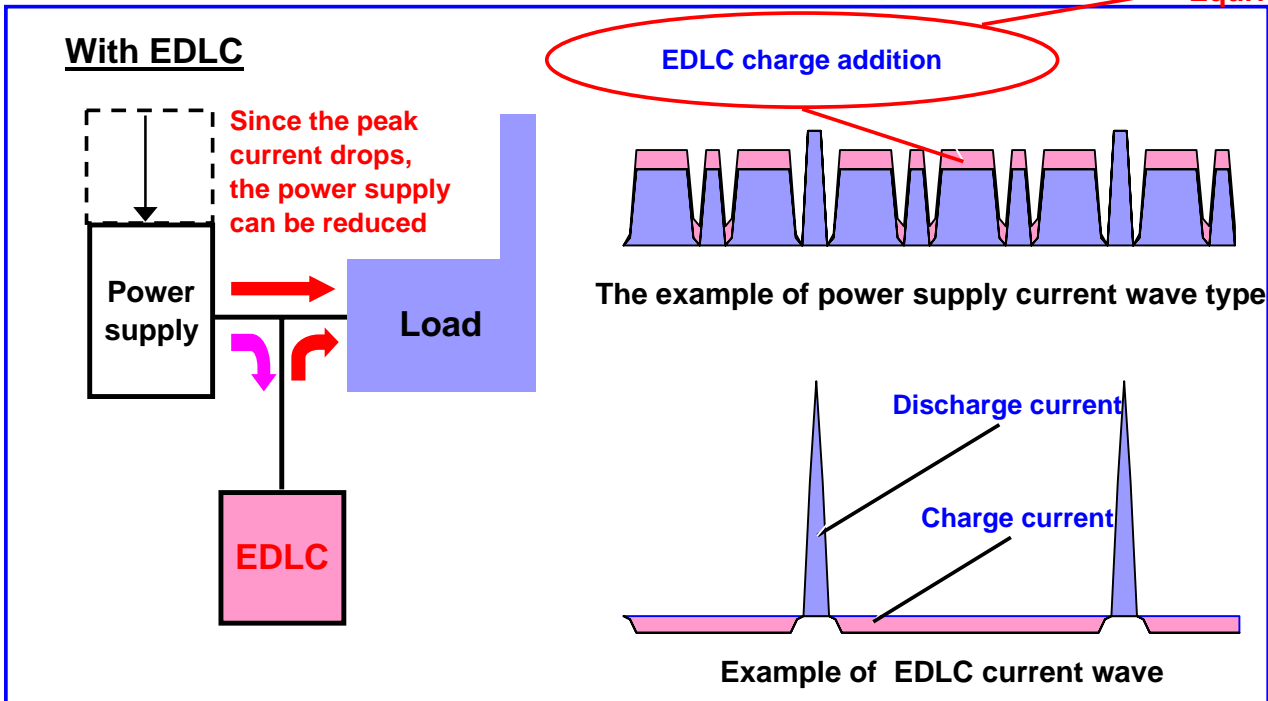 With EDLC
Since the peak
current drops,
the power supply
can be reduced
Power
supply
Load
EDLC
EDLC charge addition
The example of power supply current wave type
Discharge current
Charge current
Example of  EDLC current wave